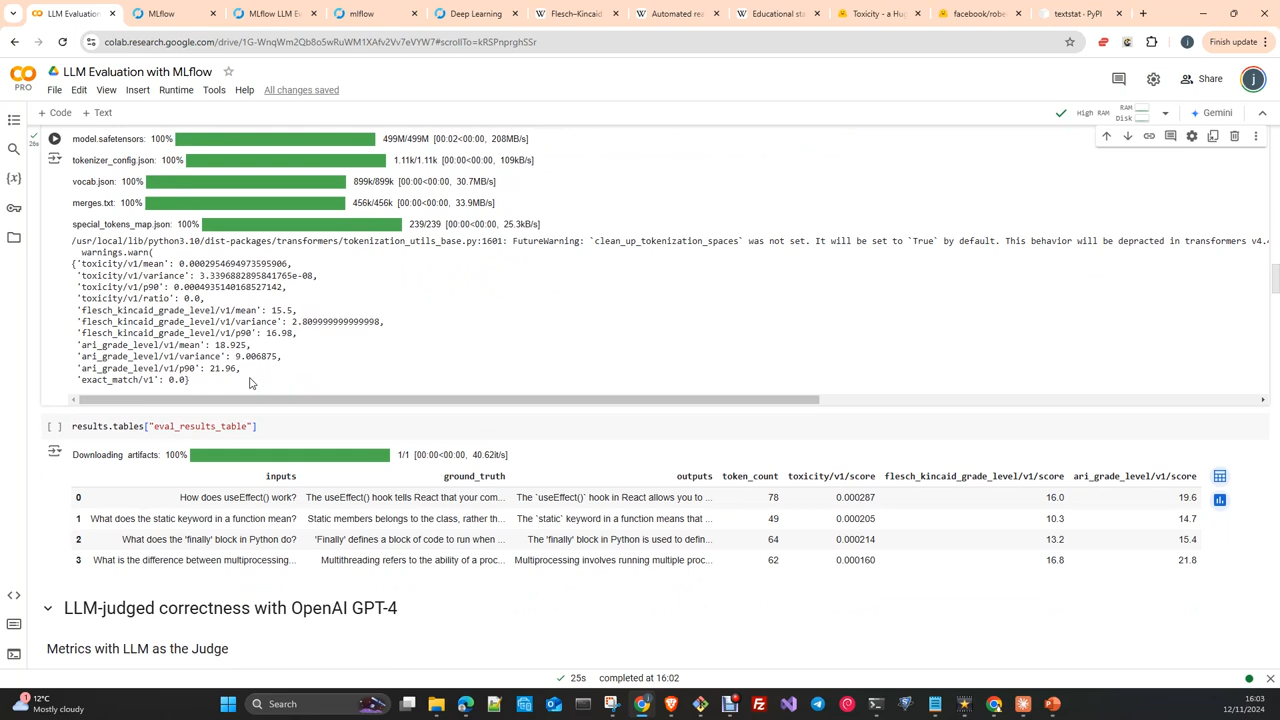 LLM Evaluation
MLflow
MLflow LLM E
mlflow
Deep Learning
Flesch–Kincaid
Automated rea
Educational sta
Toxicity - a Hug
facebook/robe
textstat · PyPI
colab.research.google.com/drive/1G-WnqWm2Qb8o5wRuWM1XAfv2Vv7eVYW7#scrollTo=kRSPnprghSSr
j
Finish update
CO
PRO
LLM Evaluation with MLflow
Share
j
File Edit View Insert Runtime Tools Help All changes saved
+ Code + Text
High RAM
RAM
Disk
Gemini
26s
model.safetensors: 100% 499M/499M [00:02<00:00, 208MB/s]
tokenizer_config.json: 100% 1.11k/1.11k [00:00<00:00, 109kB/s]
vocab.json: 100% 899k/899k [00:00<00:00, 30.7MB/s]
merges.txt: 100% 456k/456k [00:00<00:00, 33.9MB/s]
special_tokens_map.json: 100% 239/239 [00:00<00:00, 25.3kB/s]
/usr/local/lib/python3.10/dist-packages/transformers/tokenization_utils_base.py:1601: FutureWarning: `clean_up_tokenization_spaces` was not set. It will be set to `True` by default. This behavior will be depracted in transformers v4.4
warnings.warn(
{'toxicity/v1/mean': 0.0002954694973595906,
'toxicity/v1/variance': 3.3396882895841765e-08,
'toxicity/v1/p90': 0.0004935140168527142,
'toxicity/v1/ratio': 0.0,
'flesch_kincaid_grade_level/v1/mean': 15.5,
'flesch_kincaid_grade_level/v1/variance': 2.809999999999998,
'flesch_kincaid_grade_level/v1/p90': 16.98,
'ari_grade_level/v1/mean': 18.925,
'ari_grade_level/v1/variance': 9.006875,
'ari_grade_level/v1/p90': 21.96,
'exact_match/v1': 0.0}
[ ] results.tables["eval_results_table"]
Downloading artifacts: 100% 1/1 [00:00<00:00, 40.62it/s]
inputs ground_truth outputs token_count toxicity/v1/score flesch_kincaid_grade_level/v1/score ari_grade_level/v1/score
0 How does useEffect() work? The useEffect() hook tells React that your com... The `useEffect()` hook in React allows you to ... 78 0.000287 16.0 19.6
1 What does the static keyword in a function mean? Static members belongs to the class, rather th... The `static` keyword in a function means that ... 49 0.000205 10.3 14.7
2 What does the 'finally' block in Python do? 'Finally' defines a block of code to run when ... The 'finally' block in Python is used to defin... 64 0.000214 13.2 15.4
3 What is the difference between multiprocessing... Multithreading refers to the ability of a proc... Multiprocessing involves running multiple proc... 62 0.000160 16.8 21.8
LLM-judged correctness with OpenAI GPT-4
Metrics with LLM as the Judge
25s completed at 16:02
12°C
Mostly cloudy
Search
16:03
12/11/2024